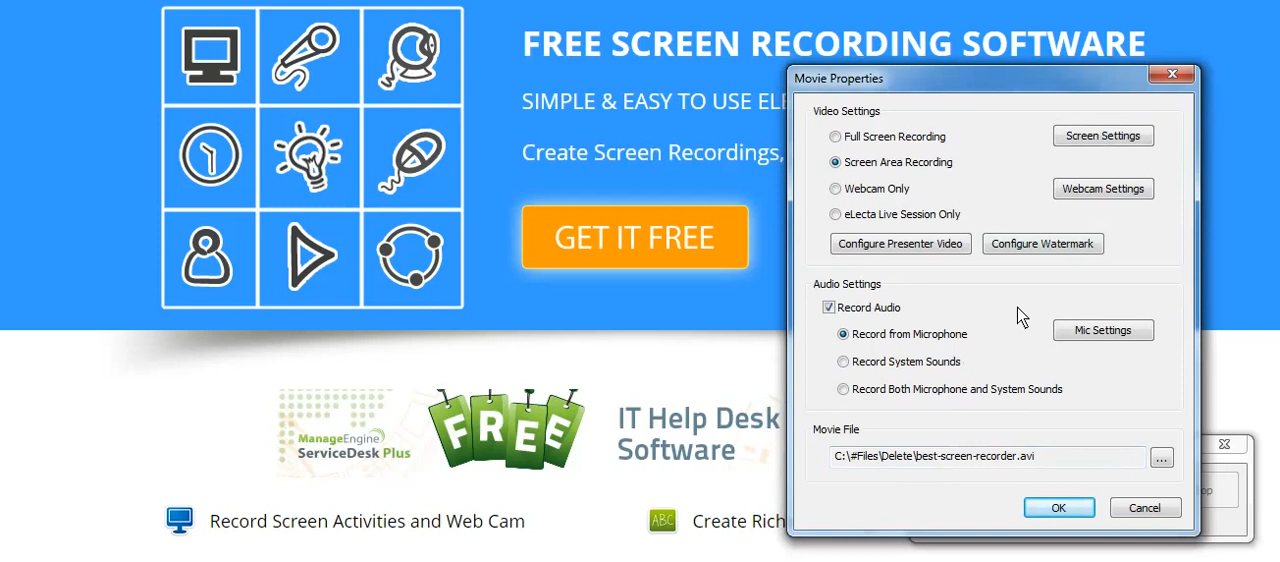 FREE SCREEN RECORDING SOFTWARE
SIMPLE & EASY TO USE
Create Screen Recordings,
GET IT FREE
FREE
ManageEngine
ServiceDesk Plus
IT Help Desk
Software
Record Screen Activities and Web Cam
ABC
Create Rich
Movie Properties
Video Settings
Full Screen Recording
Screen Settings
Screen Area Recording
Webcam Only
Webcam Settings
eLecta Live Session Only
Configure Presenter Video
Configure Watermark
Audio Settings
Record Audio
Record from Microphone
Mic Settings
Record System Sounds
Record Both Microphone and System Sounds
Movie File
C:\#Files\Delete\best-screen-recorder.avi
...
OK
Cancel